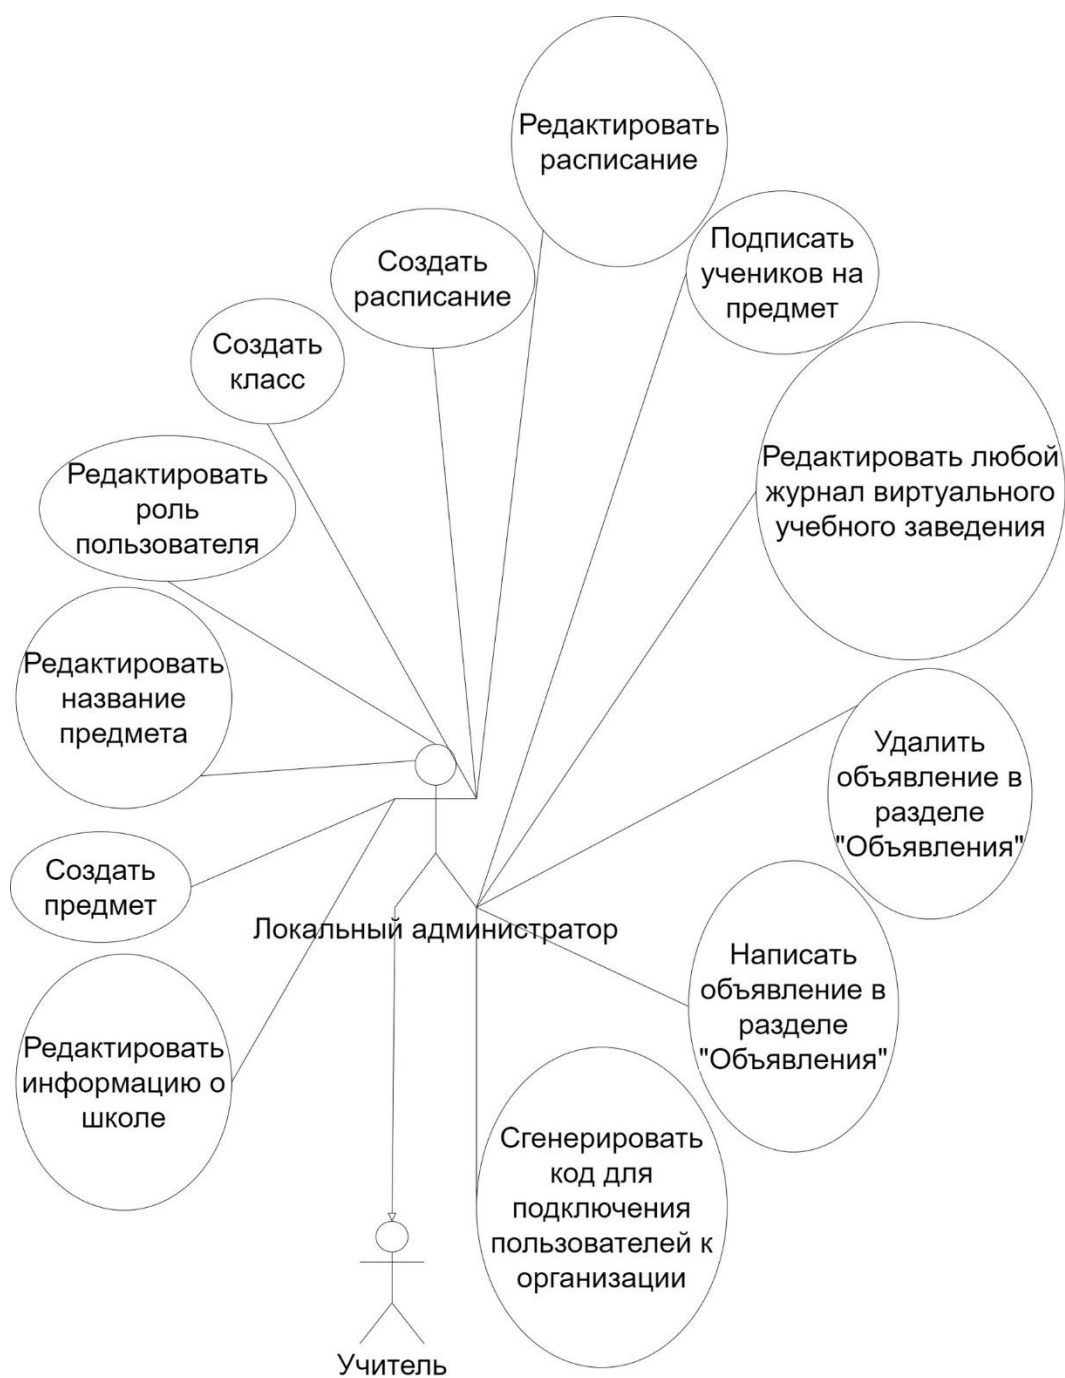 Редактировать
расписание
Подписать
учеников на
предмет
Создать
расписание
Создать
класс
Редактировать любой
журнал виртуального
учебного заведения
Редактировать
роль
пользователя
Редактировать
название
предмета
Удалить
объявление в
разделе
"Объявления"
Создать
предмет
Локальный администратор
Написать
объявление в
разделе
"Объявления"
Редактировать
информацию о
школе
Сгенерировать
код для
подключения
пользователей к
организации
Учитель